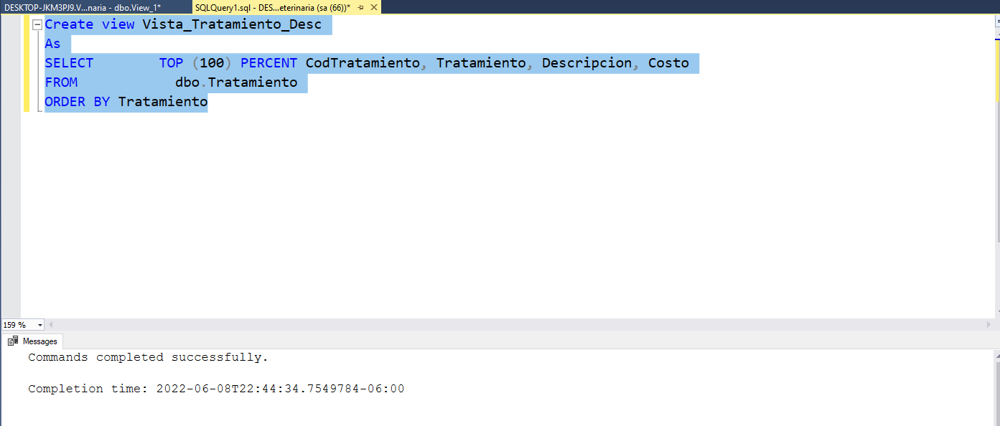 DESKTOP-JKM3PJ9.V...naria - dbo.View_1*
SQLQuery1.sql - DES...eterinaria (sa (66))*
Create view Vista_Tratamiento_Desc
As
SELECT TOP (100) PERCENT CodTratamiento, Tratamiento, Descripcion, Costo
FROM dbo.Tratamiento
ORDER BY Tratamiento
159 %
Messages
Commands completed successfully.
Completion time: 2022-06-08T22:44:34.7549784-06:00